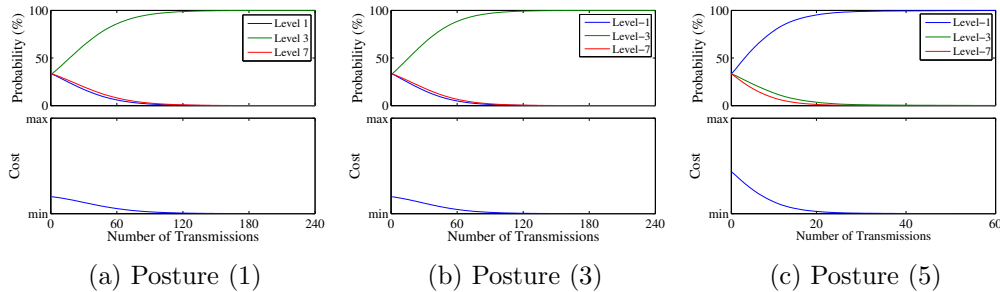 100
50
0
Probability (%)
Level 1
Level 3
Level 7
max
min
Cost
0 60 120 180 240
Number of Transmissions
(a) Posture (1)
100
50
0
Probability (%)
Level-1
Level-3
Level-7
max
min
Cost
0 60 120 180 240
Number of Transmissions
(b) Posture (3)
100
50
0
Probability (%)
Level-1
Level-3
Level-7
max
min
Cost
0 20 40 60
Number of Transmissions
(c) Posture (5)